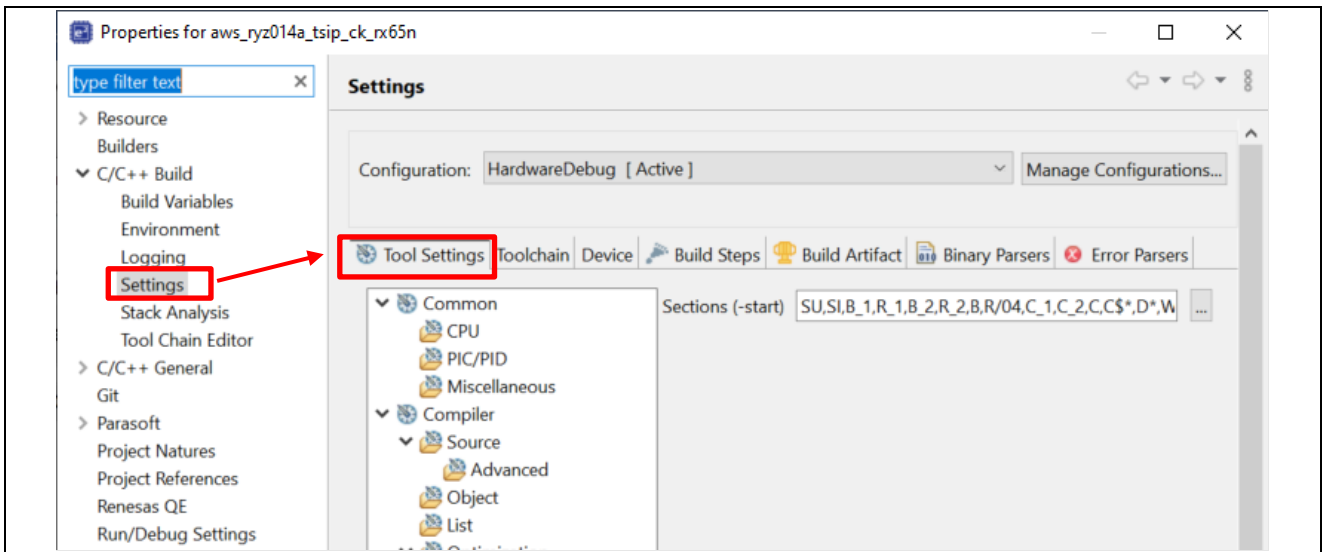 Properties for aws_ryz014a_tsip_ck_rx65n
type filter text
Resource
Builders
C/C++ Build
Build Variables
Environment
Logging
Settings
Stack Analysis
Tool Chain Editor
C/C++ General
Git
Parasoft
Project Natures
Project References
Renesas QE
Run/Debug Settings
Settings
Configuration: HardwareDebug [ Active ] Manage Configurations...
Tool Settings Toolchain Device Build Steps Build Artifact Binary Parsers Error Parsers
Common
CPU
PIC/PID
Miscellaneous
Compiler
Source
Advanced
Object
List
Sections (-start) SU,SI,B_1,R_1,B_2,R_2,B,R/04,C_1,C_2,C,C$*,D*,W ...